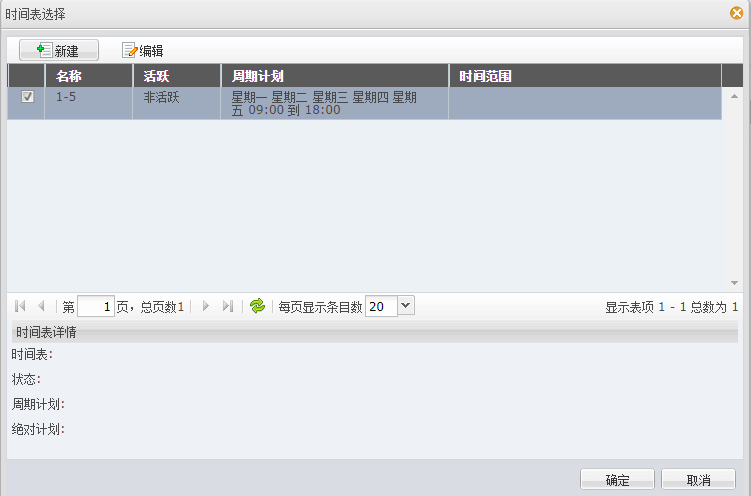 时间表选择
新建 编辑
名称 活跃 周期计划 时间范围
1-5 非活跃 星期一 星期二 星期三 星期四 星期
五 09:00 到 18:00
第 1 页，总页数1 每页显示条目数 20 显示表项 1 - 1 总数为 1
时间表详情
时间表:
状态:
周期计划:
绝对计划:
确定 取消